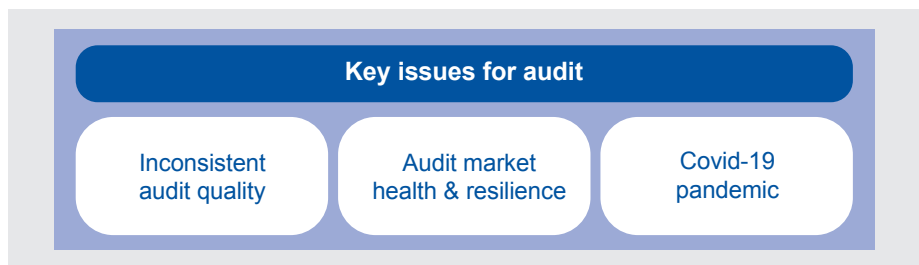 Key issues for audit
Inconsistent
audit quality
Audit market
health & resilience
Covid-19
pandemic